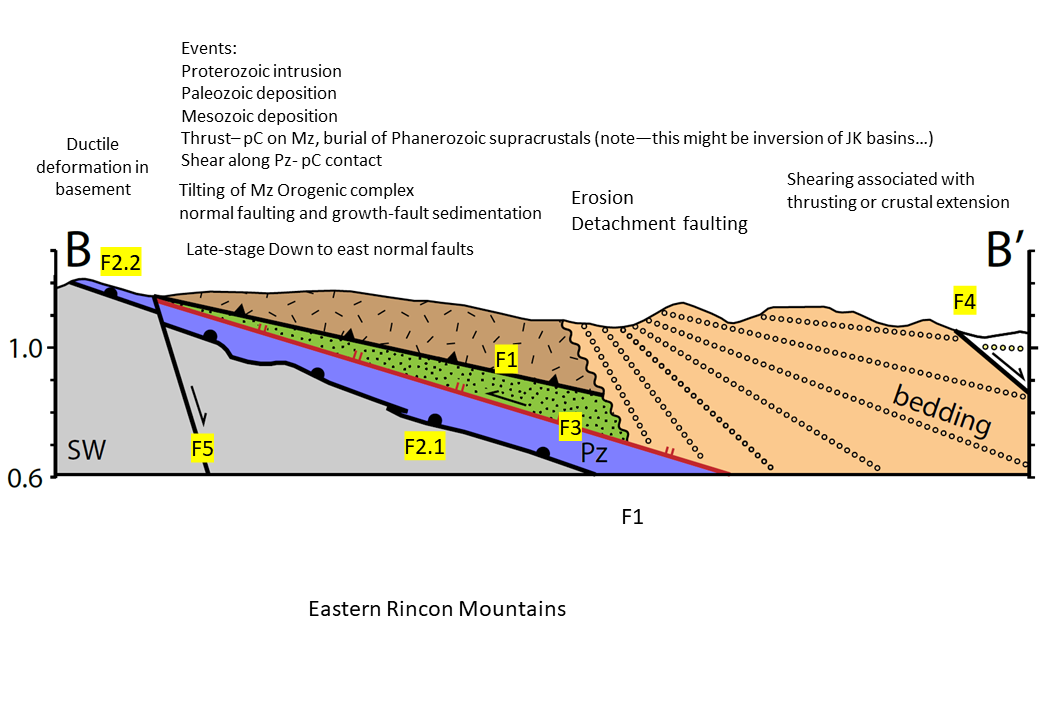 Events:
Proterozoic intrusion
Paleozoic deposition
Mesozoic deposition
Thrust– pC on Mz, burial of Phanerozoic supracrustals (note—this might be inversion of JK basins…)
Shear along Pz- pC contact
Tilting of Mz Orogenic complex
normal faulting and growth-fault sedimentation
Late-stage Down to east normal faults
Ductile
deformation in
basement
Erosion
Detachment faulting
Shearing associated with
thrusting or crustal extension
B
B′
F2.2
F4
1.0
F1
bedding
F3
SW
F5
F2.1
Pz
0.6
F1
Eastern Rincon Mountains